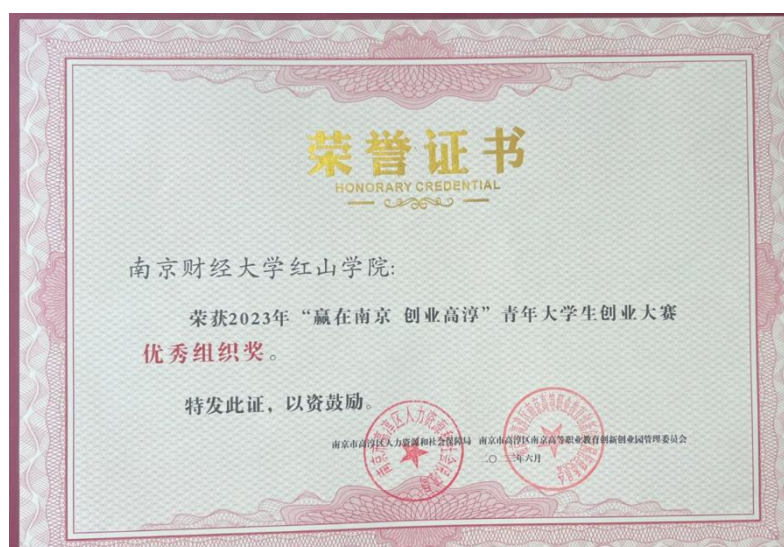 荣誉证书
HONORARY CREDENTIAL
南京财经大学红山学院:
荣获2023年“赢在南京 创业高淳”青年大学生创业大赛
优秀组织奖。
特发此证，以资鼓励。
南京市高淳区人力资源和社会保障局 南京市高淳区南京高等职业教育创新创业园管理委员会
二〇二三年六月